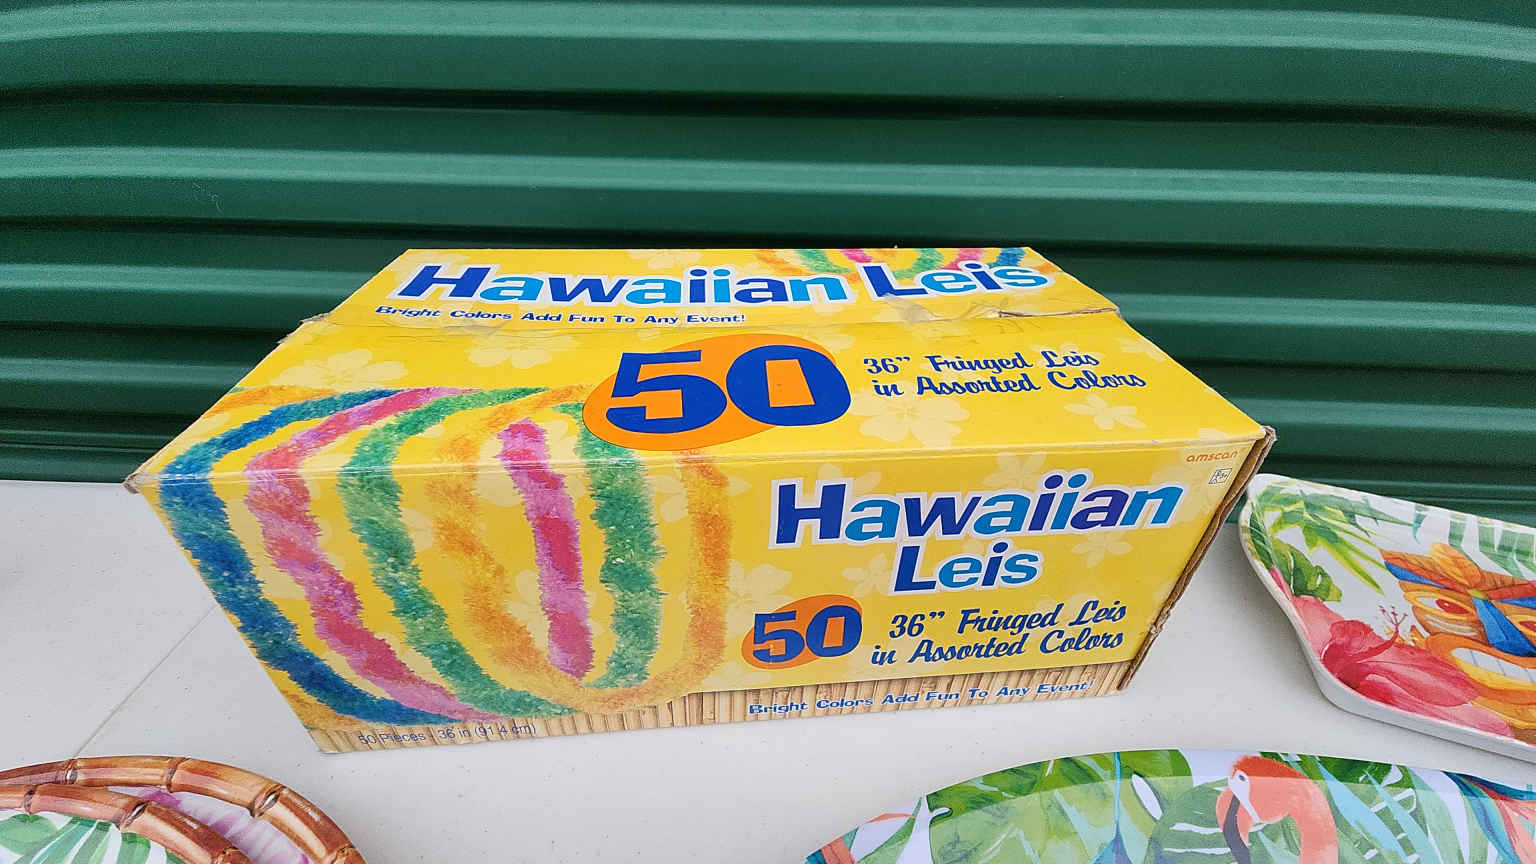 Hawaiian Leis
Bright Colors Add Fun To Any Event!
50
36” Fringed Leis
in Assorted Colors
amscan
Hawaiian
Leis
50
36” Fringed Leis
in Assorted Colors
Bright Colors Add Fun To Any Event!
50 Pieces · 36 in (91.4 cm)